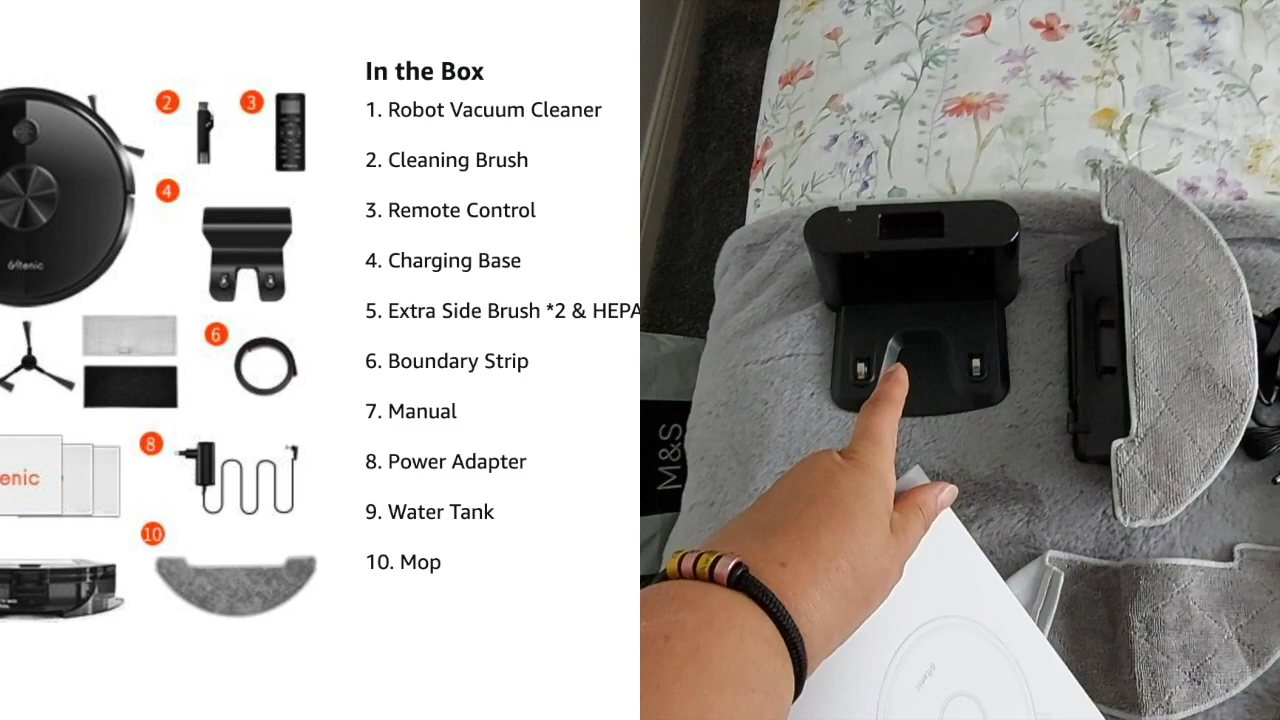 In the Box
1. Robot Vacuum Cleaner
2. Cleaning Brush
3. Remote Control
4. Charging Base
5. Extra Side Brush *2 & HEPA
6. Boundary Strip
7. Manual
8. Power Adapter
9. Water Tank
10. Mop
2
3
4
6
8
10
Ultenic
enic
M&S
Ultenic